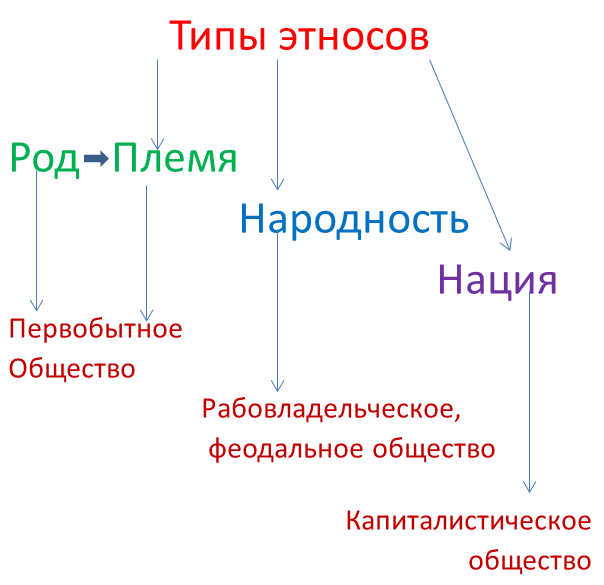 Типы этносов
Род Племя
Народность
Нация
Первобытное
Общество
Рабовладельческое,
феодальное общество
Капиталистическое
общество